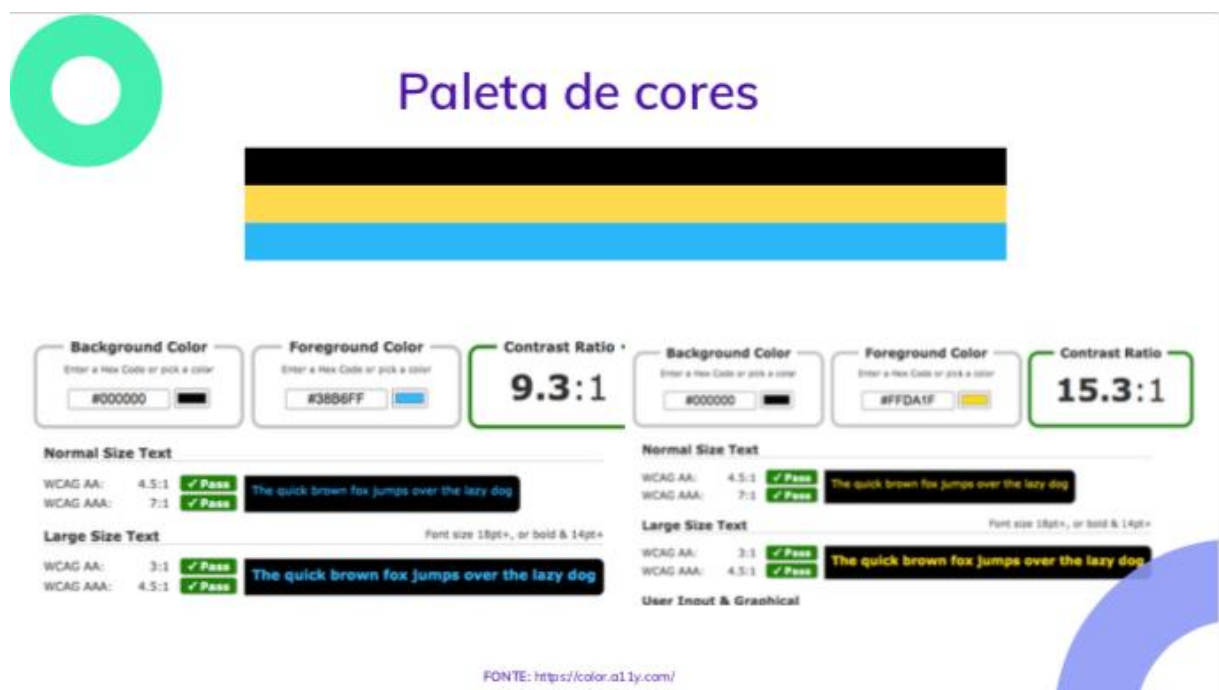 Paleta de cores
Background Color
Enter a Hex Code or pick a color
#000000
Foreground Color
Enter a Hex Code or pick a color
#38B6FF
Contrast Ratio
9.3:1
Normal Size Text
WCAG AA: 4.5:1 ✓ Pass
WCAG AAA: 7:1 ✓ Pass
The quick brown fox jumps over the lazy dog
Large Size Text
Font size 18pt+, or bold & 14pt+
WCAG AA: 3:1 ✓ Pass
WCAG AAA: 4.5:1 ✓ Pass
The quick brown fox jumps over the lazy dog
Background Color
Enter a Hex Code or pick a color
#000000
Foreground Color
Enter a Hex Code or pick a color
#FFDA1F
Contrast Ratio
15.3:1
Normal Size Text
WCAG AA: 4.5:1 ✓ Pass
WCAG AAA: 7:1 ✓ Pass
The quick brown fox jumps over the lazy dog
Large Size Text
Font size 18pt+, or bold & 14pt+
WCAG AA: 3:1 ✓ Pass
WCAG AAA: 4.5:1 ✓ Pass
The quick brown fox jumps over the lazy dog
User Input & Graphical
FONTE: https://color.a11y.com/